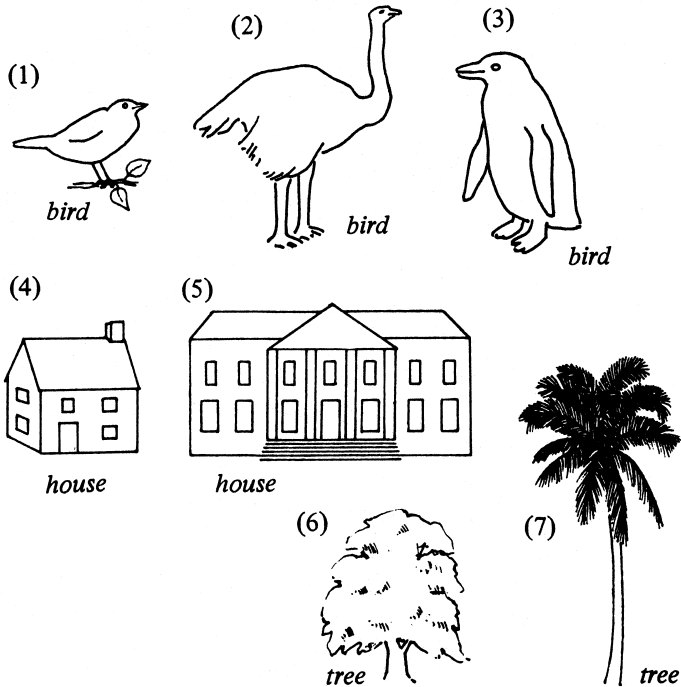 (1)
bird
(2)
bird
(3)
bird
(4)
house
(5)
house
(6)
tree
(7)
tree